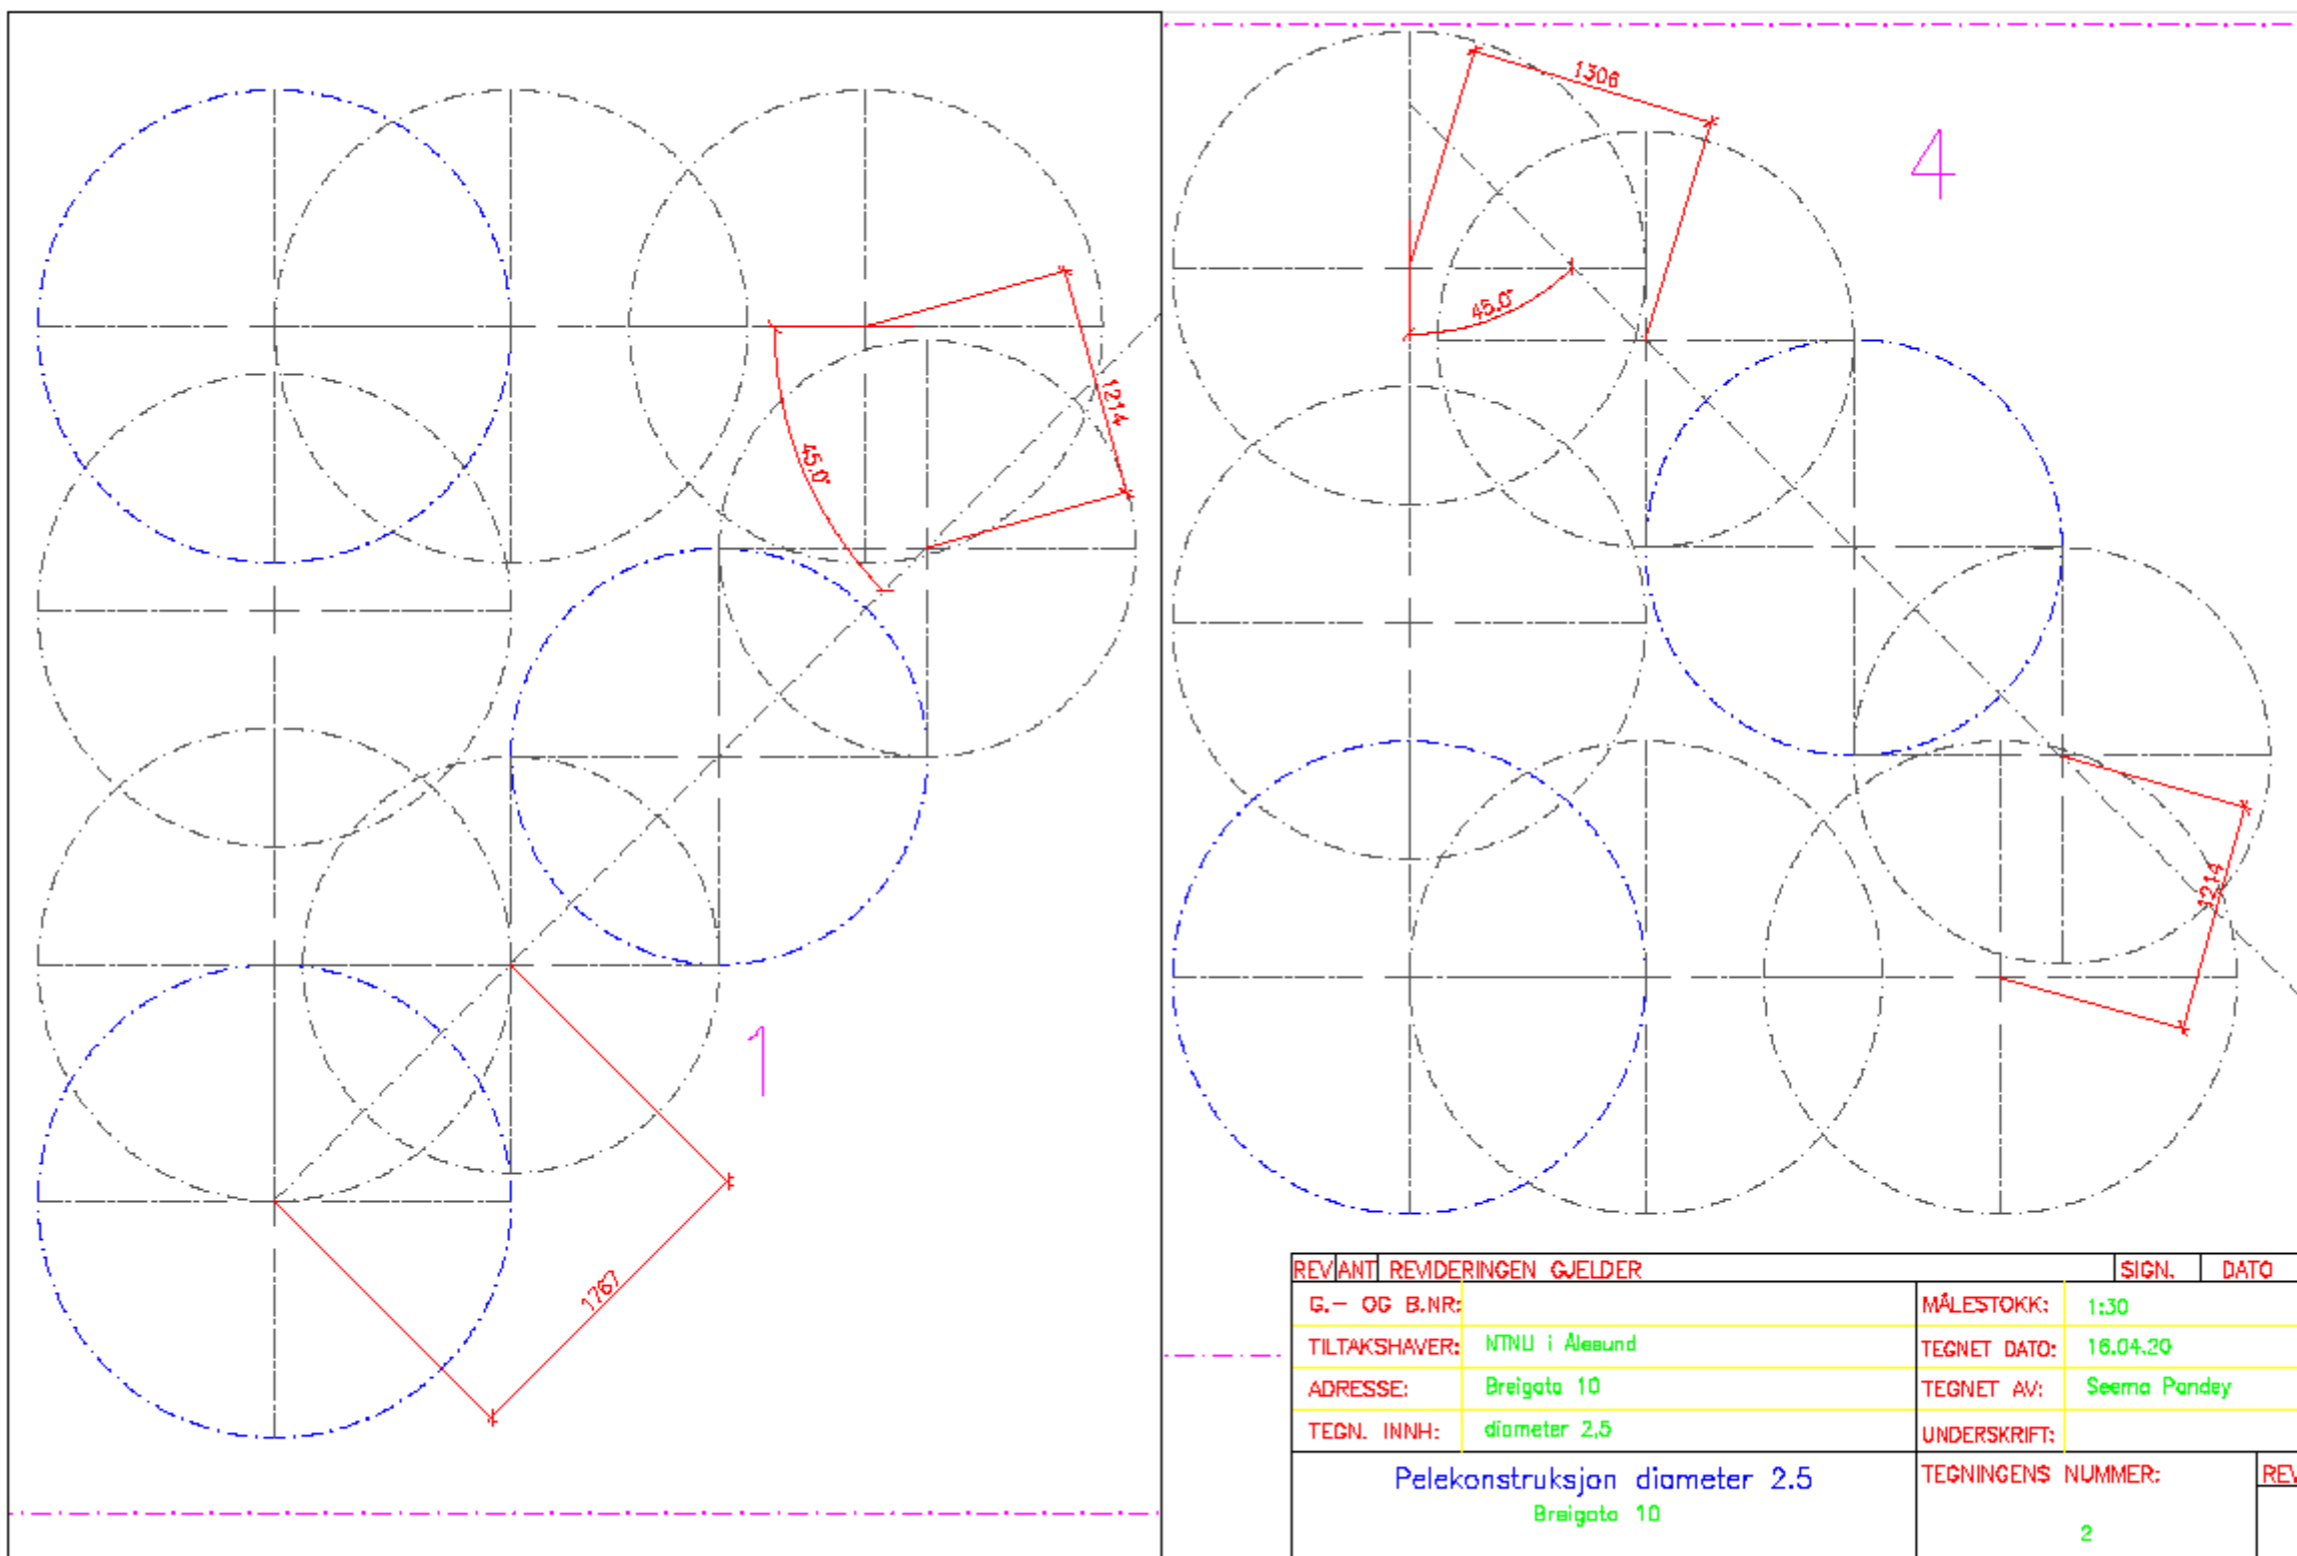 1306
4
45.0°
1214
45.0°
1214
1
1767
REV ANT REVIDERINGEN GJELDER SIGN. DATO
G.- OG B.NR:
MÅLESTOKK: 1:30
TILTAKSHAVER: NTNU i Alesund
TEGNET DATO: 16.04.20
ADRESSE: Breigata 10
TEGNET AV: Seema Pandey
TEGN. INNH: diameter 2,5
UNDERSKRIFT:
Pelekonstruksjon diameter 2.5
Breigata 10
TEGNINGENS NUMMER: REV
2